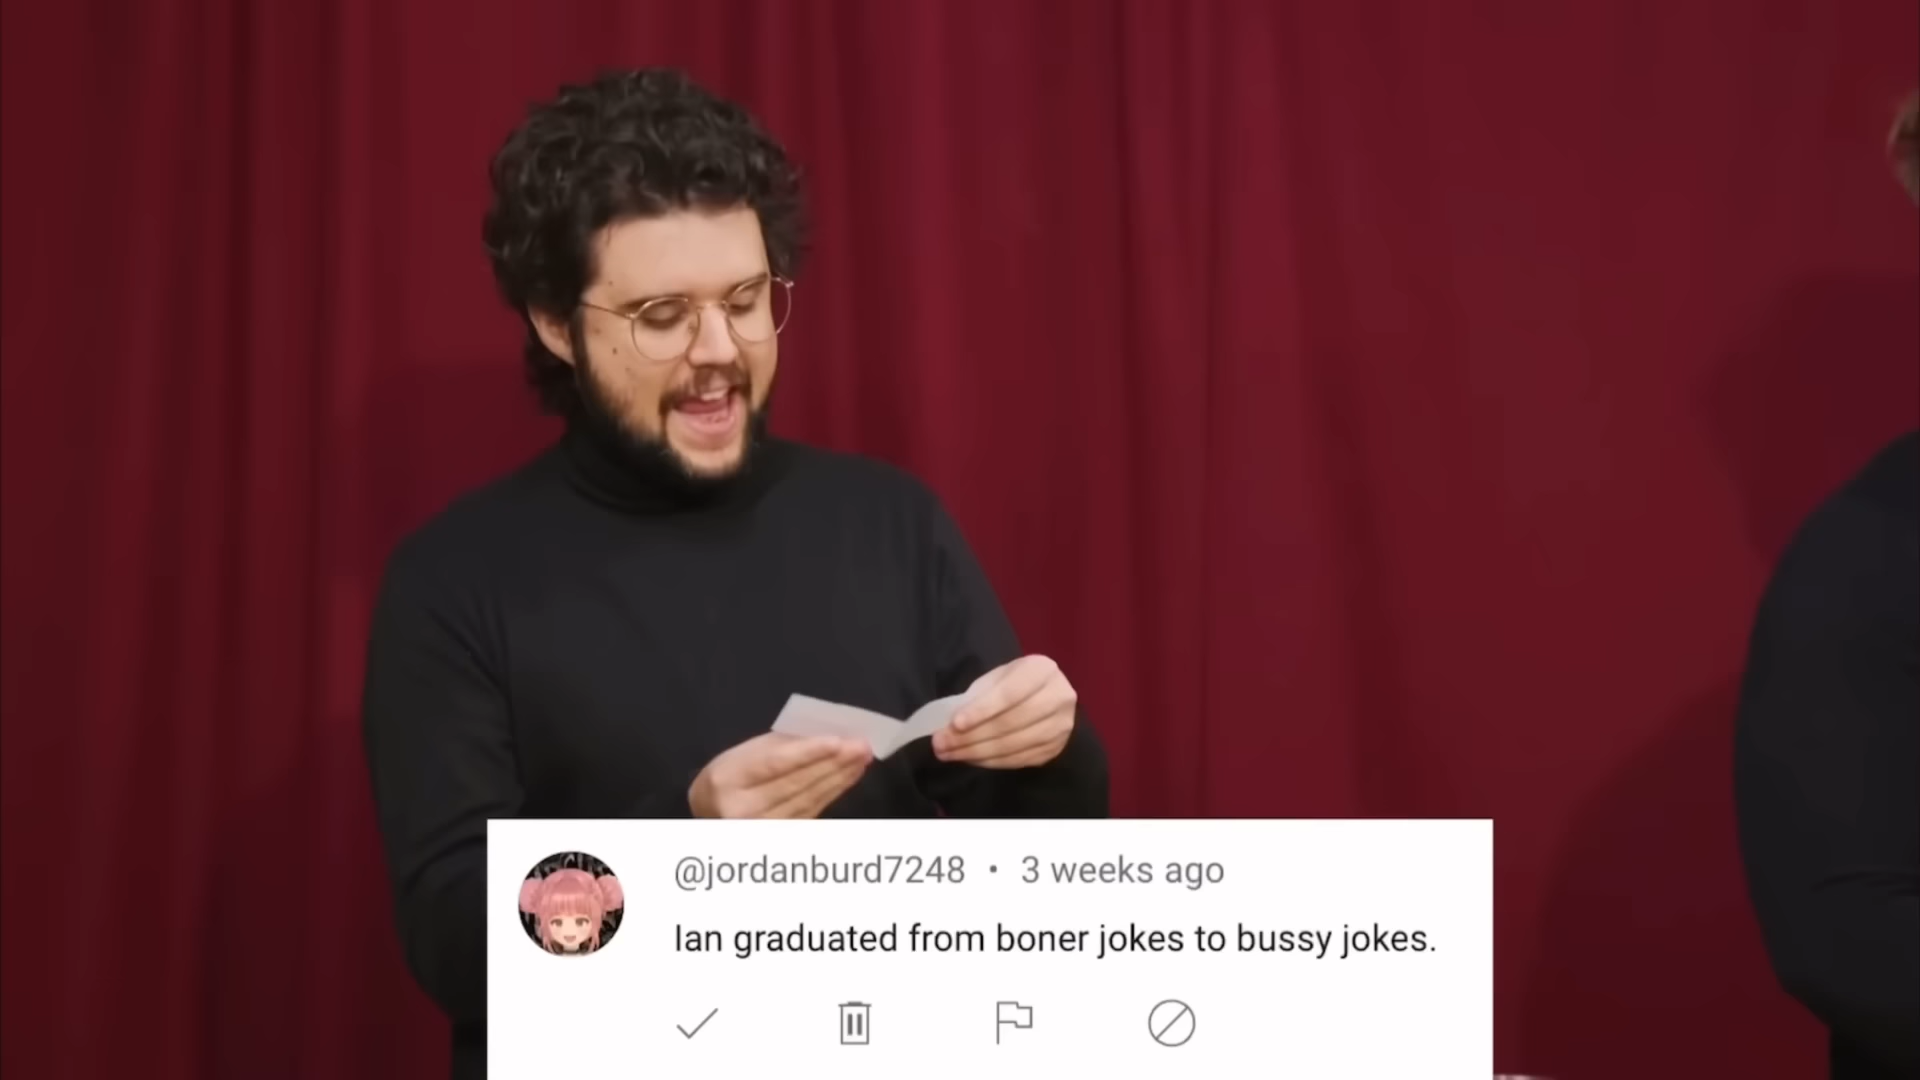 @jordanburd7248 • 3 weeks ago
Ian graduated from boner jokes to bussy jokes.